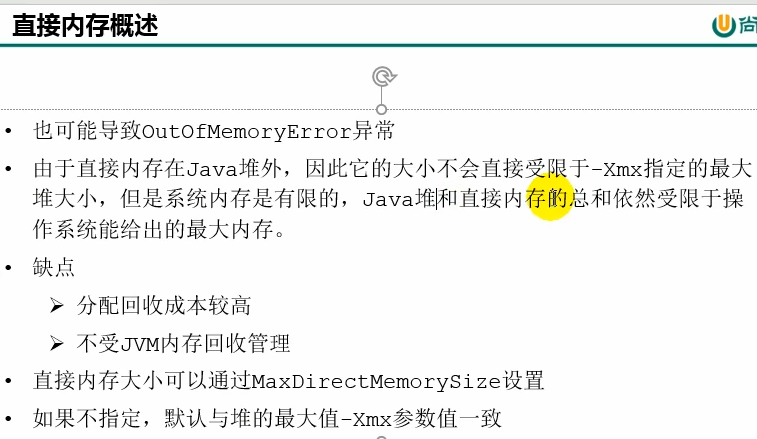 直接内存概述
尚
• 也可能导致OutOfMemoryError异常
• 由于直接内存在Java堆外，因此它的大小不会直接受限于-Xmx指定的最大
堆大小，但是系统内存是有限的，Java堆和直接内存的总和依然受限于操
作系统能给出的最大内存。
• 缺点
➢ 分配回收成本较高
➢ 不受JVM内存回收管理
• 直接内存大小可以通过MaxDirectMemorySize设置
• 如果不指定，默认与堆的最大值-Xmx参数值一致